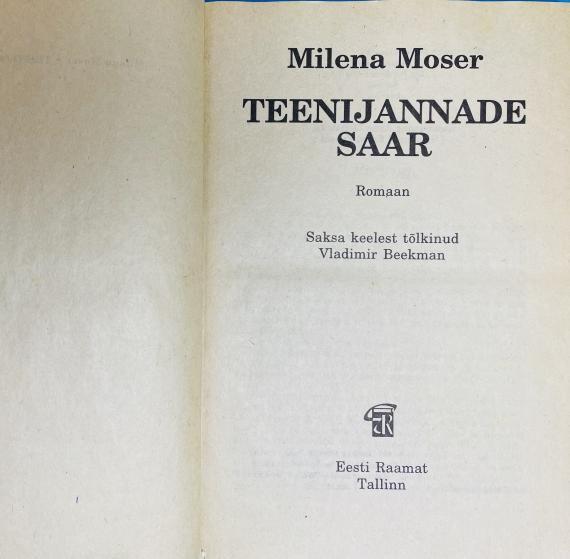 Milena Moser
TEENIJANNADE
SAAR
Romaan
Saksa keelest tõlkinud
Vladimir Beekman
Eesti Raamat
Tallinn